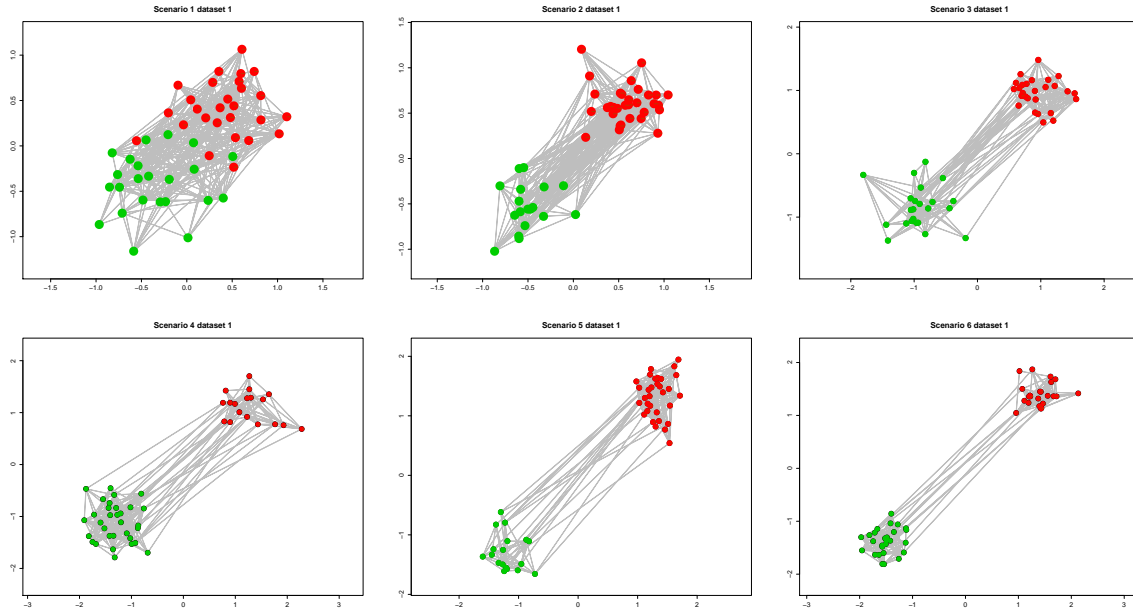 Scenario 1 dataset 1
1.0
0.5
0.0
−0.5
−1.0
−1.5 −1.0 −0.5 0.0 0.5 1.0 1.5
Scenario 2 dataset 1
1.5
1.0
0.5
0.0
−0.5
−1.0
−1.5 −1.0 −0.5 0.0 0.5 1.0 1.5
Scenario 3 dataset 1
2
1
0
−1
−2 −1 0 1 2
Scenario 4 dataset 1
2
1
0
−1
−2
−3 −2 −1 0 1 2 3
Scenario 5 dataset 1
2
1
0
−1
−2
−2 −1 0 1 2
Scenario 6 dataset 1
2
1
0
−1
−2
−3 −2 −1 0 1 2 3